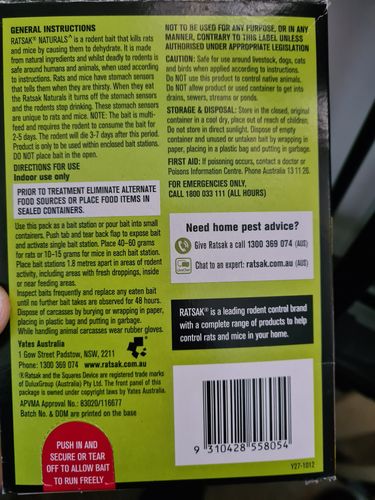 GENERAL INSTRUCTIONS
RATSAK® NATURALS^ is a rodent bait that kills rats
and mice by causing them to dehydrate. It is made
from natural ingredients and whilst deadly to rodents is
safe around humans and animals, when used according
to instructions. Rats and mice have stomach sensors
that tells them when they are thirsty. When they eat
the Ratsak Naturals it turns off the stomach sensors
and the rodents stop drinking. These stomach sensors
are unique to rats and mice. NOTE: The bait is multi-
feed and requires the rodent to consume the bait for
2-5 days. The rodent will die 3-7 days after this period.
Product is only to be used within enclosed bait stations.
DO NOT place bait in the open.
DIRECTIONS FOR USE
Indoor use only
PRIOR TO TREATMENT ELIMINATE ALTERNATE
FOOD SOURCES OR PLACE FOOD ITEMS IN
SEALED CONTAINERS.
Use this pack as a bait station or pour bait into small
containers. Push tab and tear back flap to expose bait
and activate single bait station. Place 40–60 grams
for rats or 10–15 grams for mice in each bait station.
Place bait stations 1.8 metres apart in areas of rodent
activity, including areas with fresh droppings, inside
or near feeding areas.
Inspect baits frequently and replace any eaten bait
until no further bait takes are observed for 48 hours.
Dispose of carcasses by burying or wrapping in paper,
placing in plastic bag and putting in garbage.
While handling animal carcasses wear rubber gloves.
Yates Australia
1 Gow Street Padstow, NSW, 2211
Phone: 1300 369 074 www.ratsak.com.au
®Ratsak and the Squares Device are registered trade marks
of DuluxGroup (Australia) Pty Ltd. The front panel of this
package is owned under copyright laws by Yates Australia.
APVMA Approval No.: 83020/116677
Batch No. & DOM are printed on the base
PUSH IN AND
SECURE OR TEAR
OFF TO ALLOW BAIT
TO RUN FREELY
NOT TO BE USED FOR ANY PURPOSE, OR IN ANY
MANNER, CONTRARY TO THIS LABEL UNLESS
AUTHORISED UNDER APPROPRIATE LEGISLATION
CAUTION: Safe for use around livestock, dogs, cats
and birds when applied according to instructions.
Do NOT use this product to control native animals.
DO NOT allow product or used container to get into
drains, sewers, streams or ponds.
STORAGE & DISPOSAL: Store in the closed, original
container in a cool dry, place out of reach of children.
Do not store in direct sunlight. Dispose of empty
container and unused or untaken bait by wrapping in
paper, placing in a plastic bag and putting in garbage.
FIRST AID: If poisoning occurs, contact a doctor or
Poisons Information Centre. Phone Australia 13 11 26.
FOR EMERGENCIES ONLY,
CALL 1800 033 111 (ALL HOURS)
Need home pest advice?
Give Ratsak a call 1300 369 074 (AUS)
Chat to an expert: ratsak.com.au (AUS)
RATSAK® is a leading rodent control brand
with a complete range of products to help
control rats and mice in your home.
9 310428 558054
Y27-1012